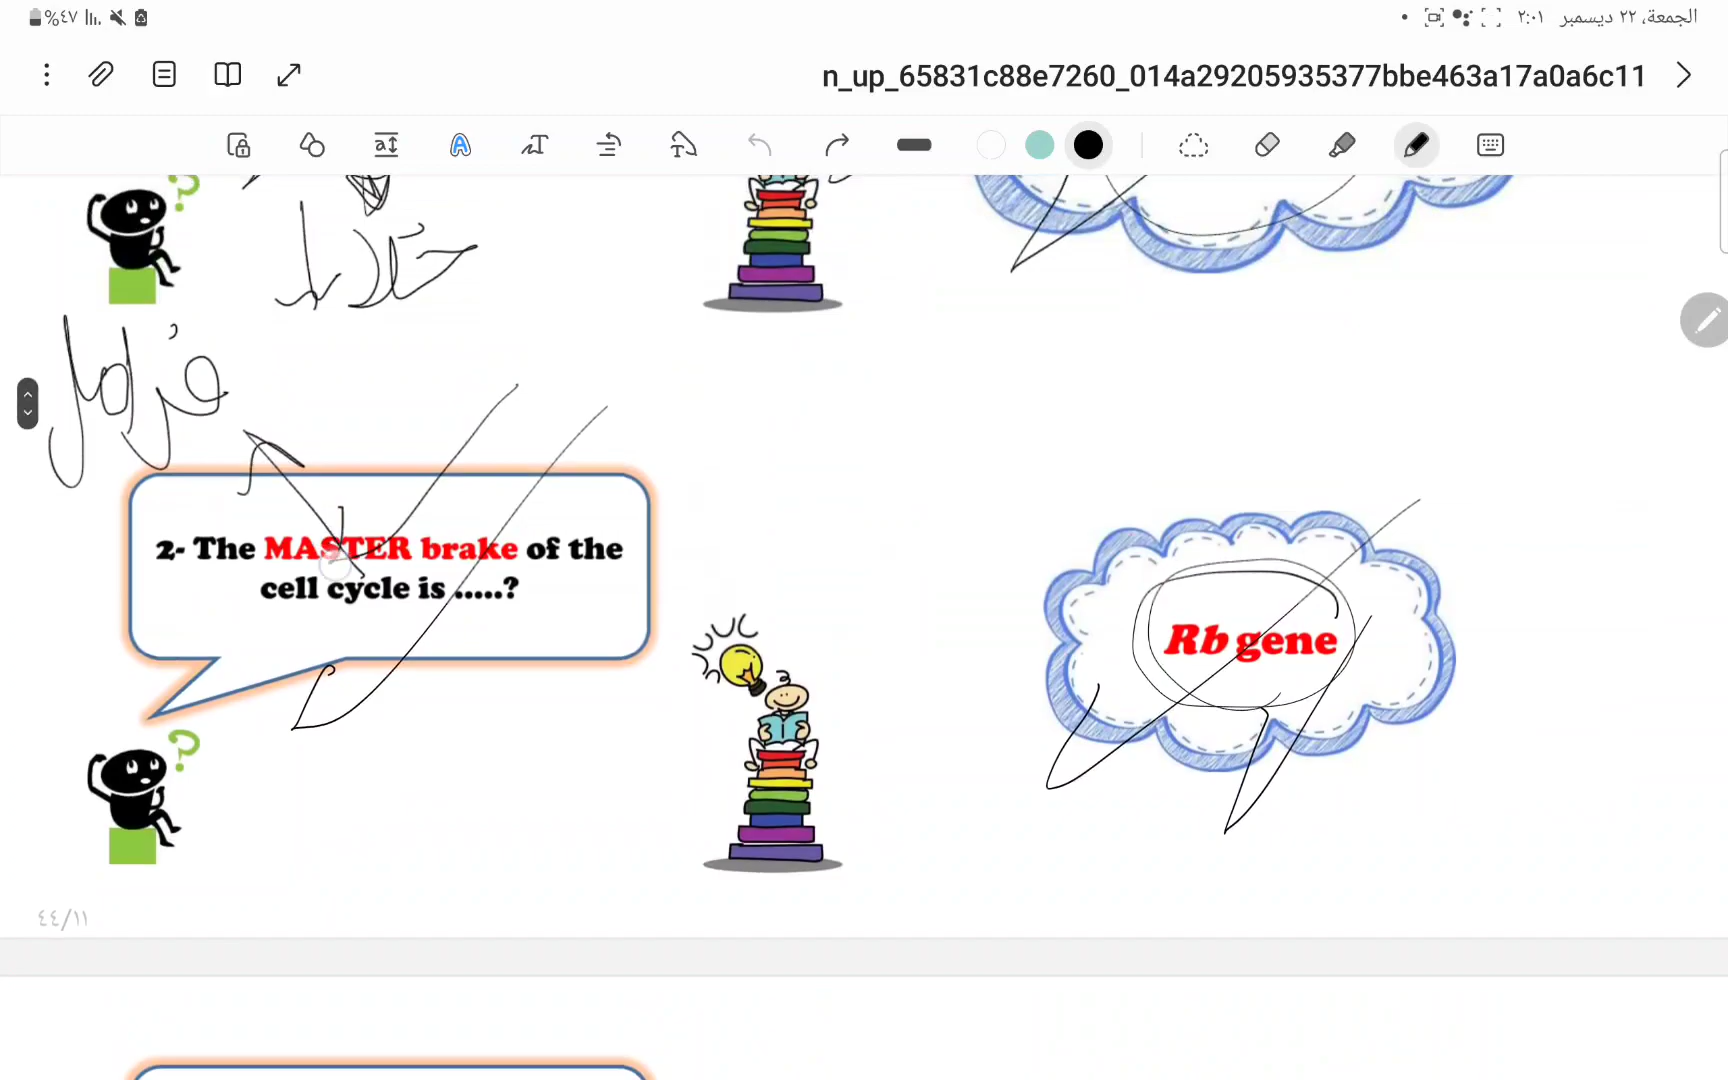 %٤٧
الجمعة، ٢٢ ديسمبر ٢:٠١
n_up_65831c88e7260_014a29205935377bbe463a17a0a6c11
2- The MASTER brake of the
cell cycle is .....?
Rb gene
٤٤/١١